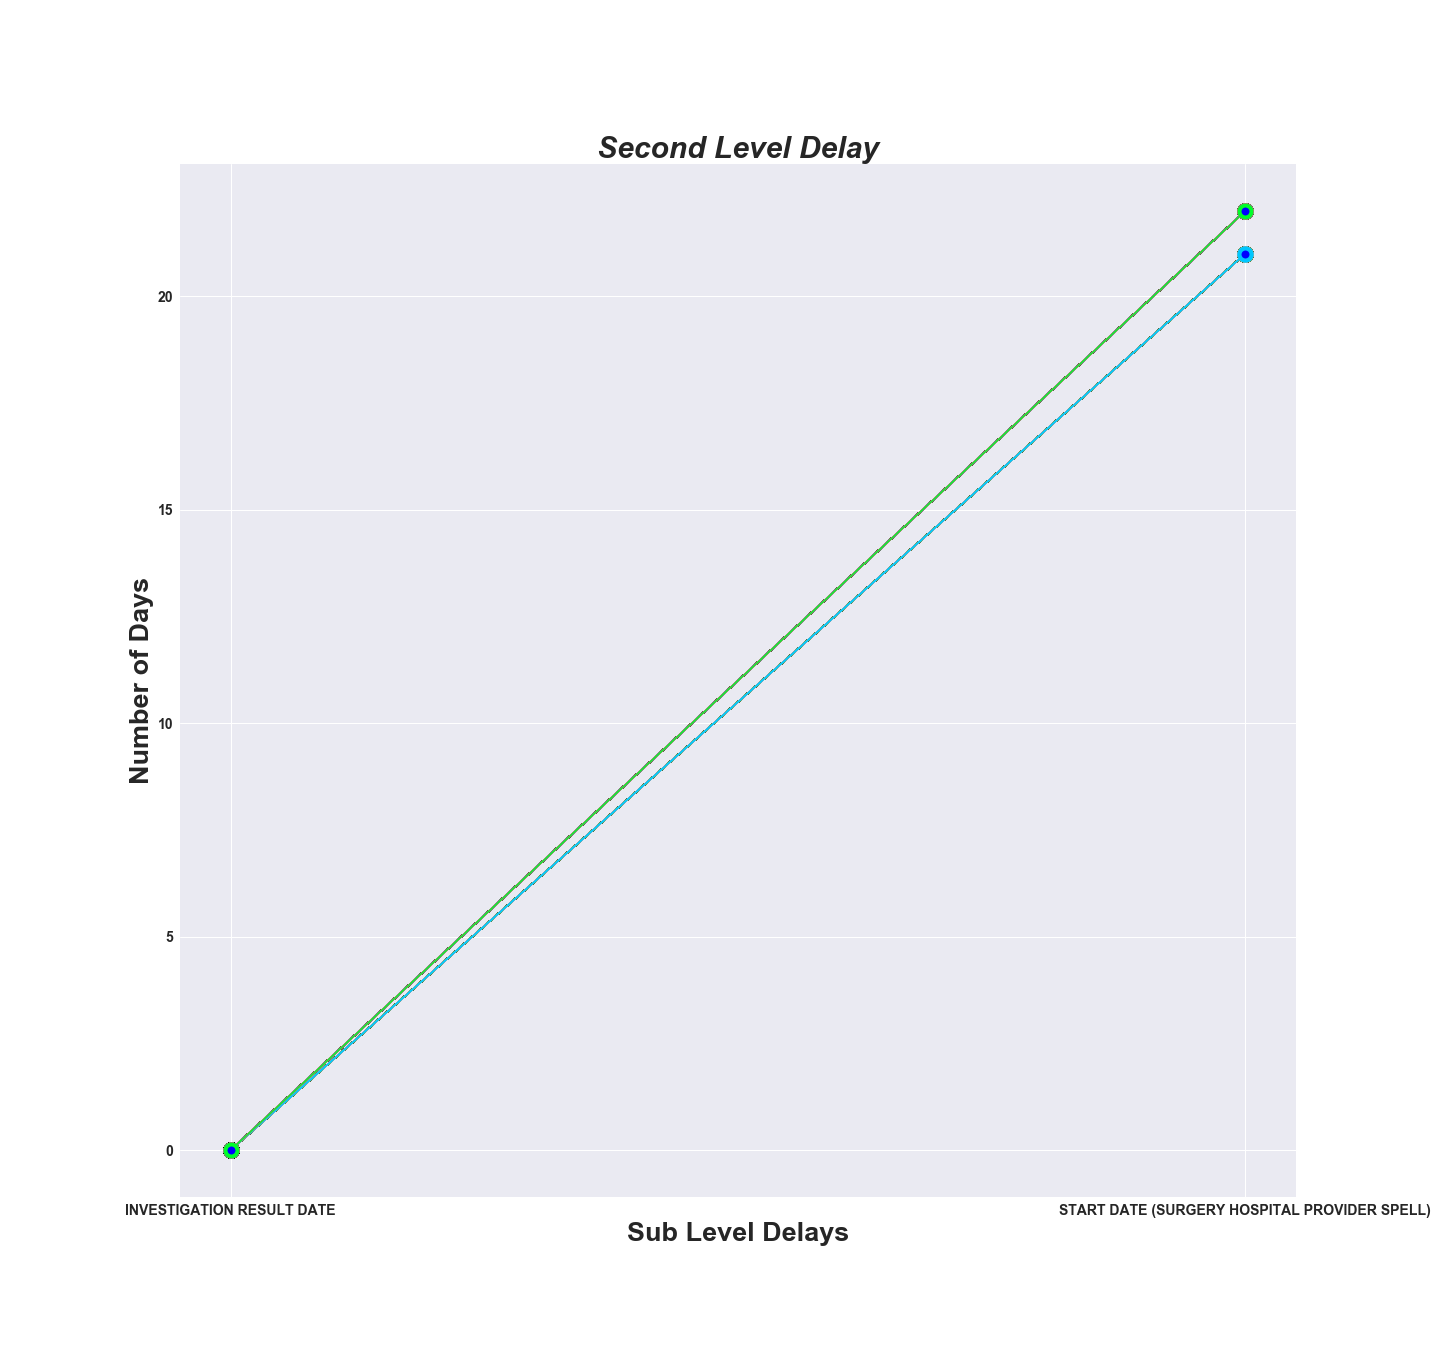 Second Level Delay
20
15
10
5
0
Number of Days
INVESTIGATION RESULT DATE
START DATE (SURGERY HOSPITAL PROVIDER SPELL)
Sub Level Delays